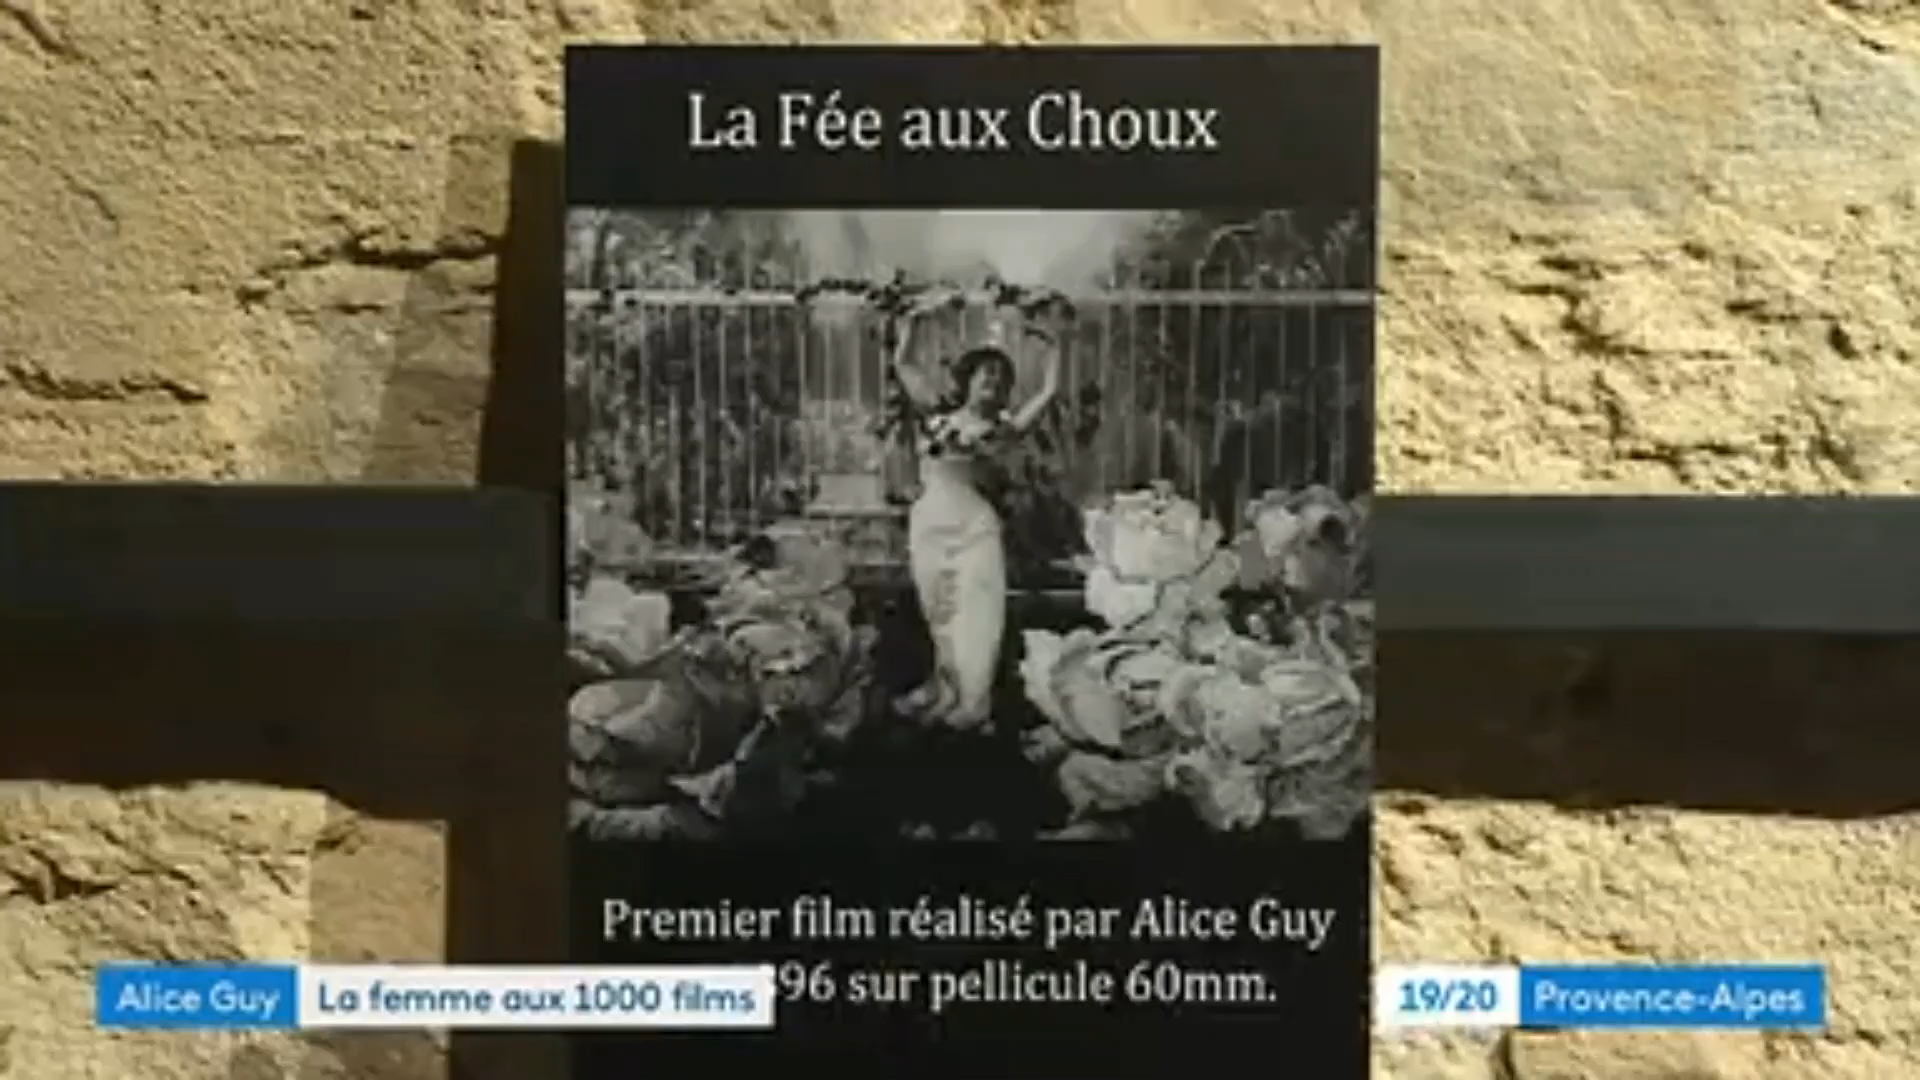 La Fée aux Choux
Premier film réalisé par Alice Guy
96 sur pellicule 60mm.
Alice Guy La femme aux 1000 films
19/20 Provence-Alpes